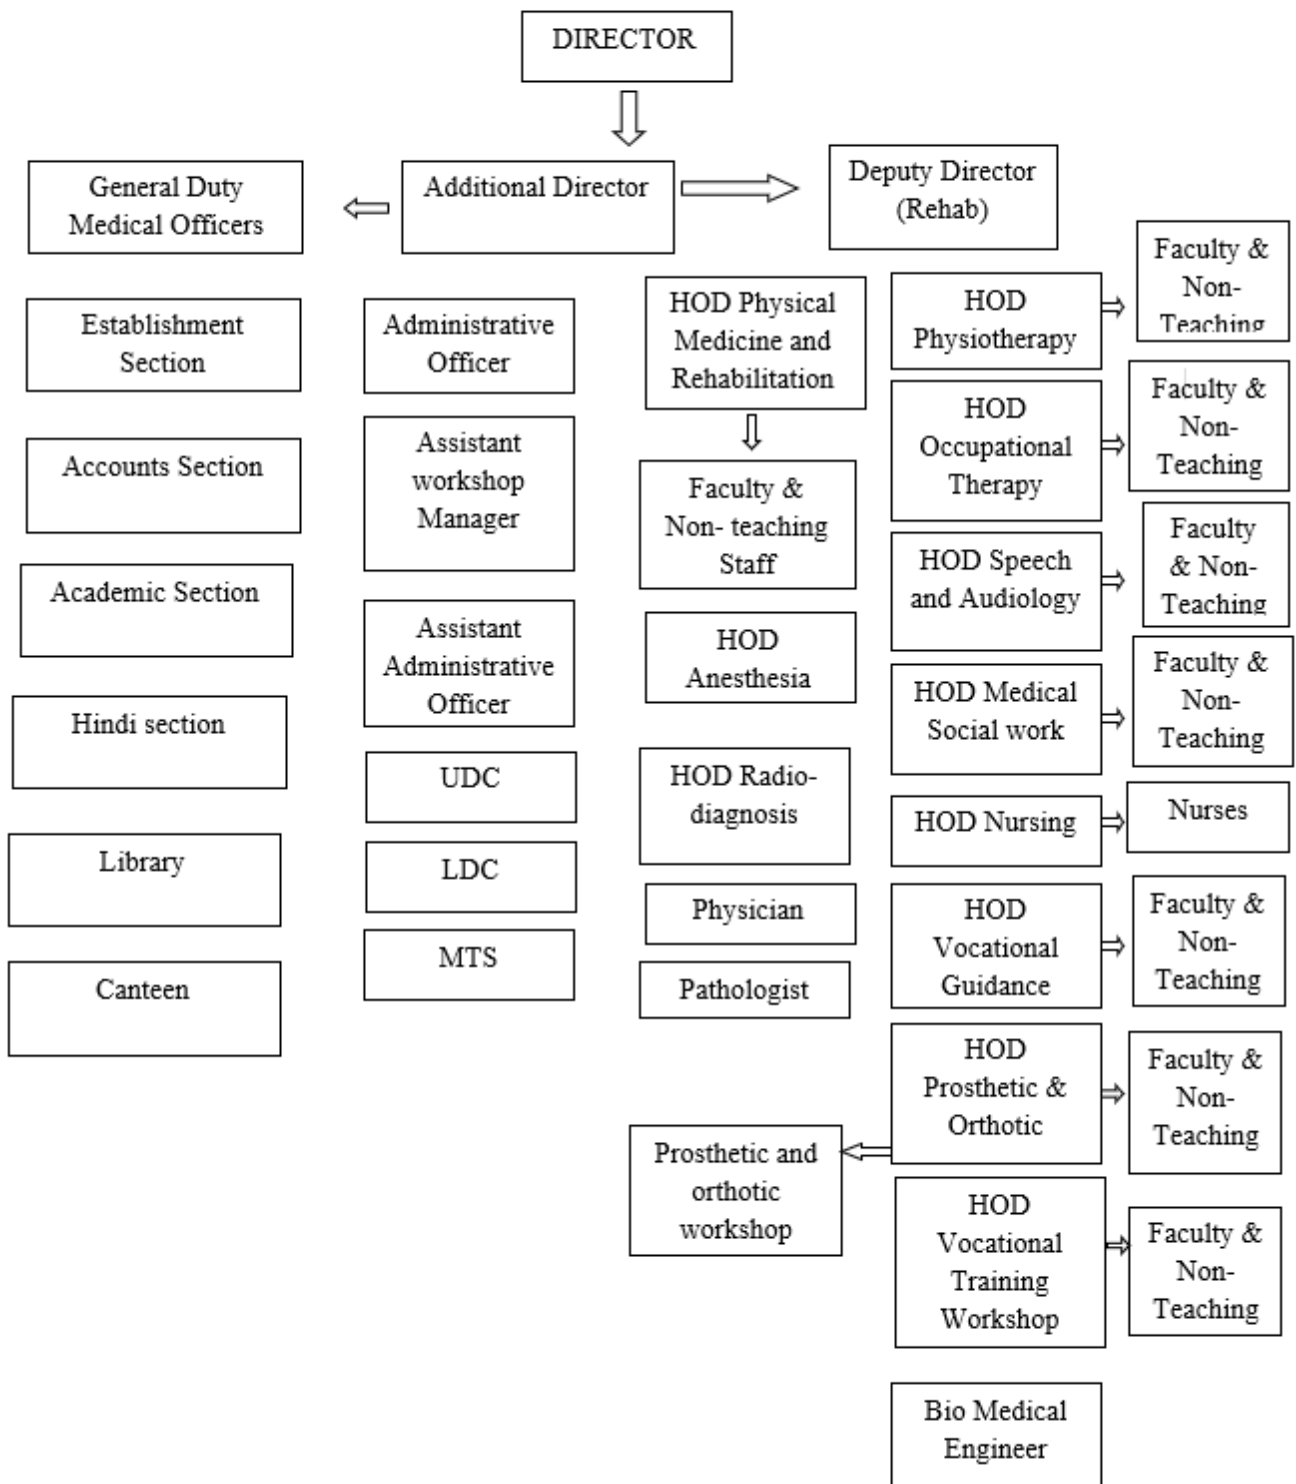 DIRECTOR
General Duty
Medical Officers
Additional Director
Deputy Director
(Rehab)
Establishment
Section
Accounts Section
Academic Section
Hindi section
Library
Canteen
Administrative
Officer
Assistant
workshop
Manager
Assistant
Administrative
Officer
UDC
LDC
MTS
HOD Physical
Medicine and
Rehabilitation
Faculty &
Non- teaching
Staff
HOD
Anesthesia
HOD Radio-
diagnosis
Physician
Pathologist
Prosthetic and
orthotic
workshop
HOD
Physiotherapy
Faculty &
Non-
Teaching
HOD
Occupational
Therapy
Faculty &
Non-
Teaching
HOD Speech
and Audiology
Faculty
& Non-
Teaching
HOD Medical
Social work
Faculty &
Non-
Teaching
HOD Nursing
Nurses
HOD
Vocational
Guidance
Faculty &
Non-
Teaching
HOD
Prosthetic &
Orthotic
Faculty &
Non-
Teaching
HOD
Vocational
Training
Workshop
Faculty &
Non-
Teaching
Bio Medical
Engineer